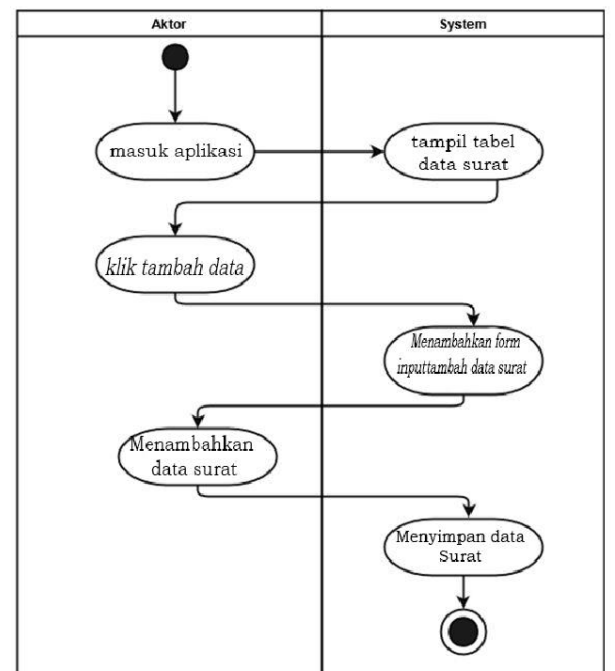 Aktor
System
masuk aplikasi
tampil tabel
data surat
klik tambah data
Menambahkan form
inputtambah data surat
Menambahkan
data surat
Menyimpan data
Surat